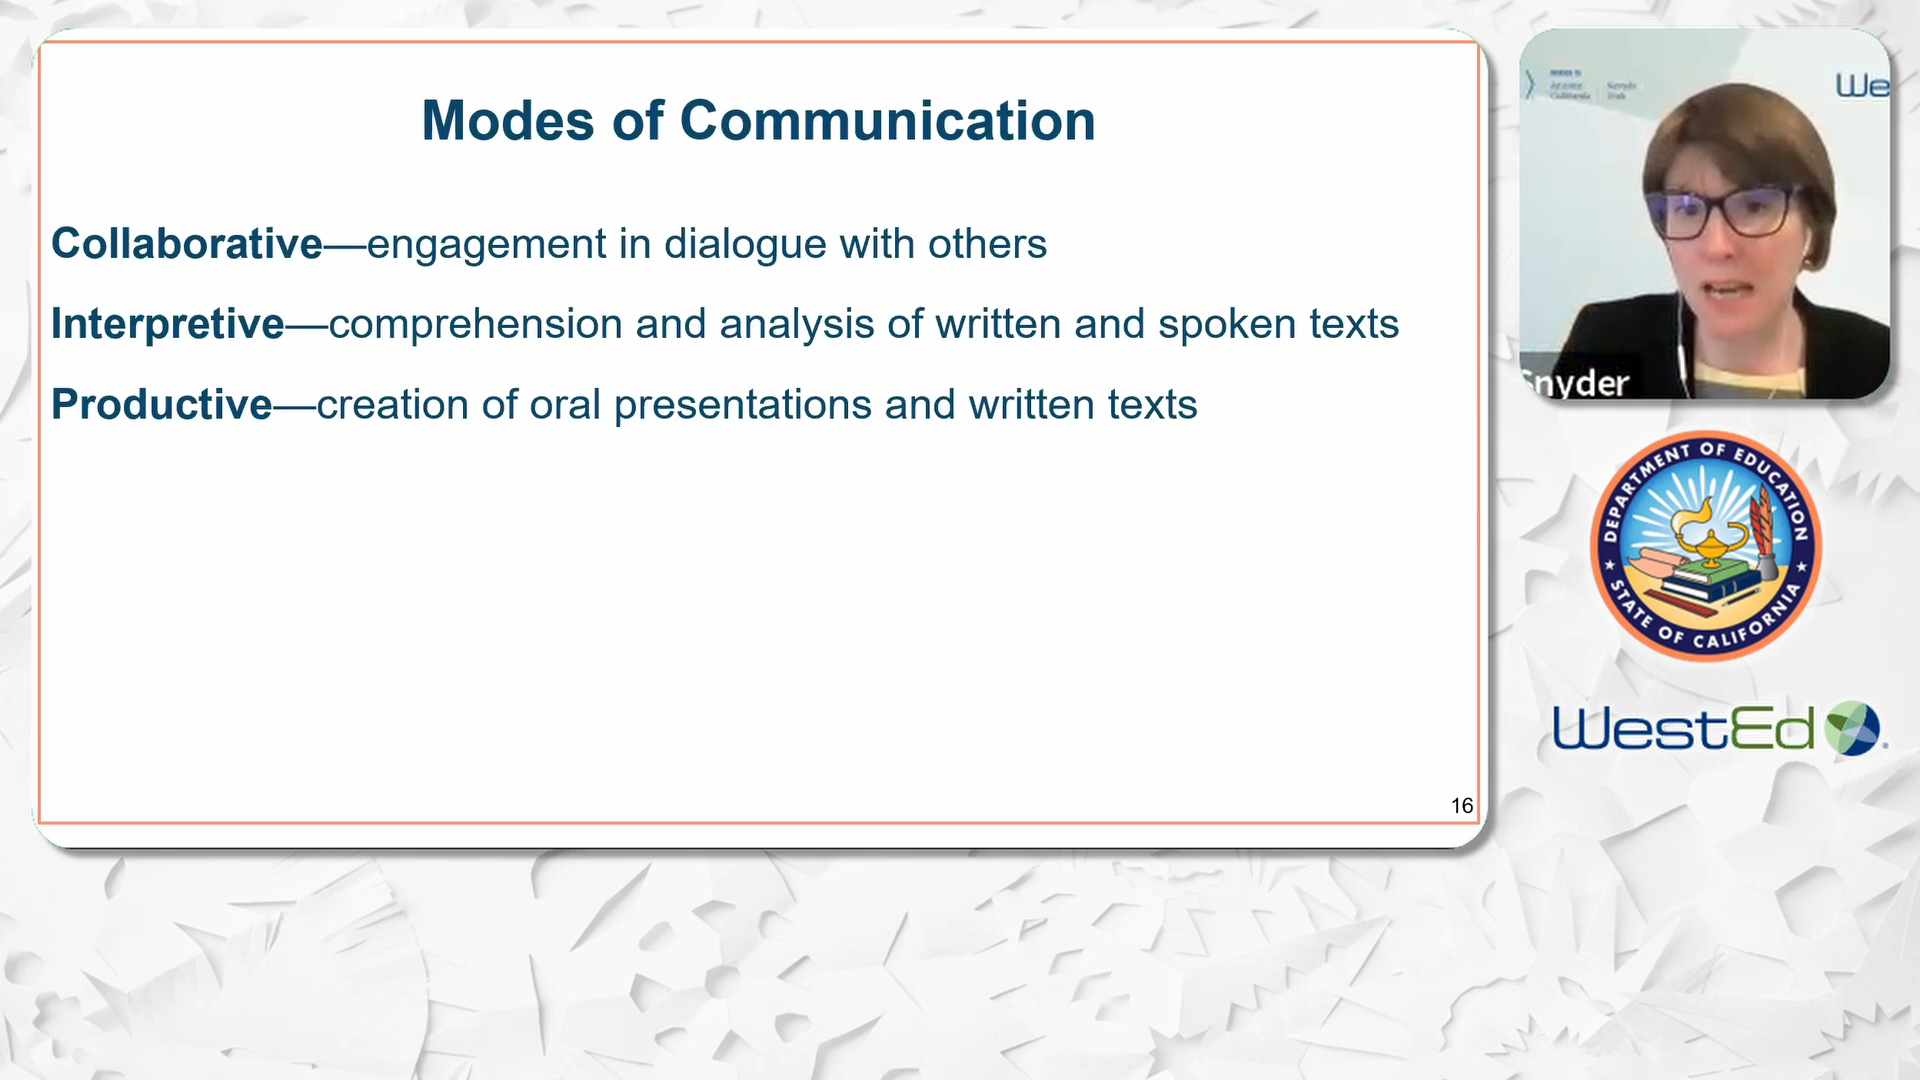 Modes of Communication
Collaborative—engagement in dialogue with others
Interpretive—comprehension and analysis of written and spoken texts
Productive—creation of oral presentations and written texts
16
We
Snyder
DEPARTMENT OF EDUCATION
STATE OF CALIFORNIA
WestEd